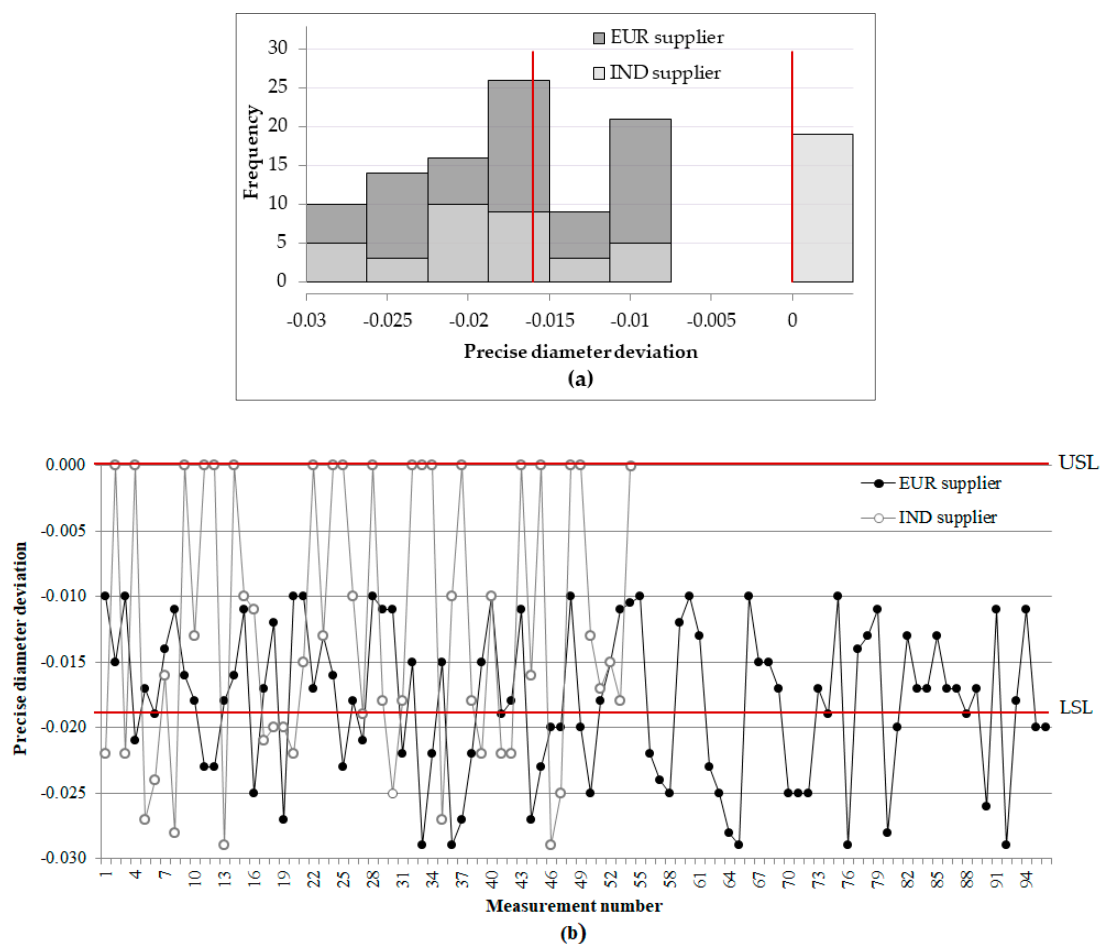 EUR supplier
IND supplier
30
25
20
15
10
5
0
Frequency
-0.03 -0.025 -0.02 -0.015 -0.01 -0.005 0
Precise diameter deviation
(a)
0.000
-0.005
-0.010
-0.015
-0.020
-0.025
-0.030
Precise diameter deviation
USL
EUR supplier
IND supplier
LSL
1 4 7 10 13 16 19 22 25 28 31 34 37 40 43 46 49 52 55 58 61 64 67 70 73 76 79 82 85 88 91 94
Measurement number
(b)